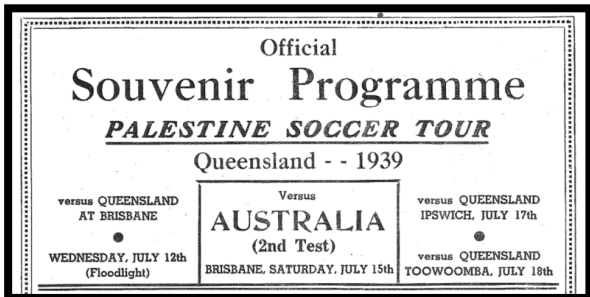 Official
Souvenir Programme
PALESTINE SOCCER TOUR
Queensland - - 1939
versus QUEENSLAND
AT BRISBANE
WEDNESDAY, JULY 12th
(Floodlight)
Versus
AUSTRALIA
(2nd Test)
BRISBANE, SATURDAY, JULY 15th
versus QUEENSLAND
IPSWICH, JULY 17th
versus QUEENSLAND
TOOWOOMBA, JULY 18th